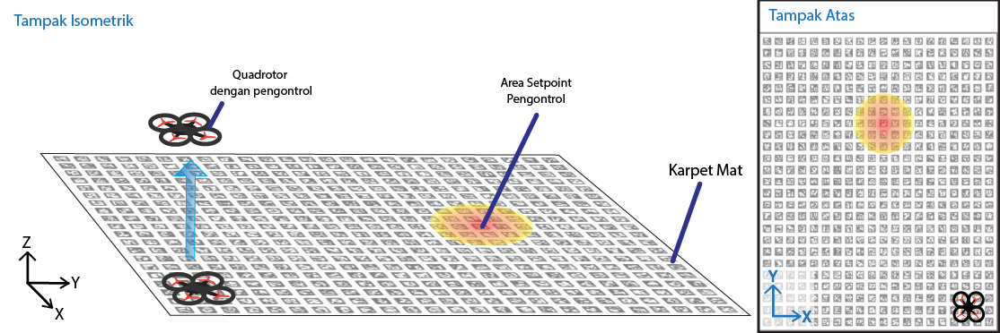 Tampak Isometrik
Quadrotor
dengan pengontrol
Area Setpoint
Pengontrol
Karpet Mat
Z
Y
X
Tampak Atas
Y
X